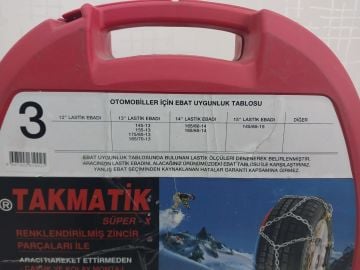 OTOMOBİLLER İÇİN EBAT UYGUNLUK TABLOSU
3
12" LASTİK EBADI 13" LASTİK EBADI 14" LASTİK EBADI 15" LASTİK EBADI DİĞER
145-13 165/60-14 145/65-15
155-13 165/65-14
175/65-13
165/70-13
EBAT UYGUNLUK TABLOSUNDA BULUNAN LASTİK ÖLÇÜLERİ DENENEREK BELİRLENMİŞTİR.
ARACINIZIN LASTİK EBADINI, ALACAĞINIZ ÜRÜNÜMÜZDEKİ EBAT TABLOSU İLE KARŞILAŞTIRINIZ.
YANLIŞ EBAT SEÇİMİNDEN KAYNAKLANAN HATALAR GARANTİ KAPSAMINA GİRMEZ.
® TAKMATİK
SÜPER - X
RENKLENDİRİLMİŞ ZİNCİR
PARÇALARI İLE
ARACI HAREKET ETTİRMEDEN